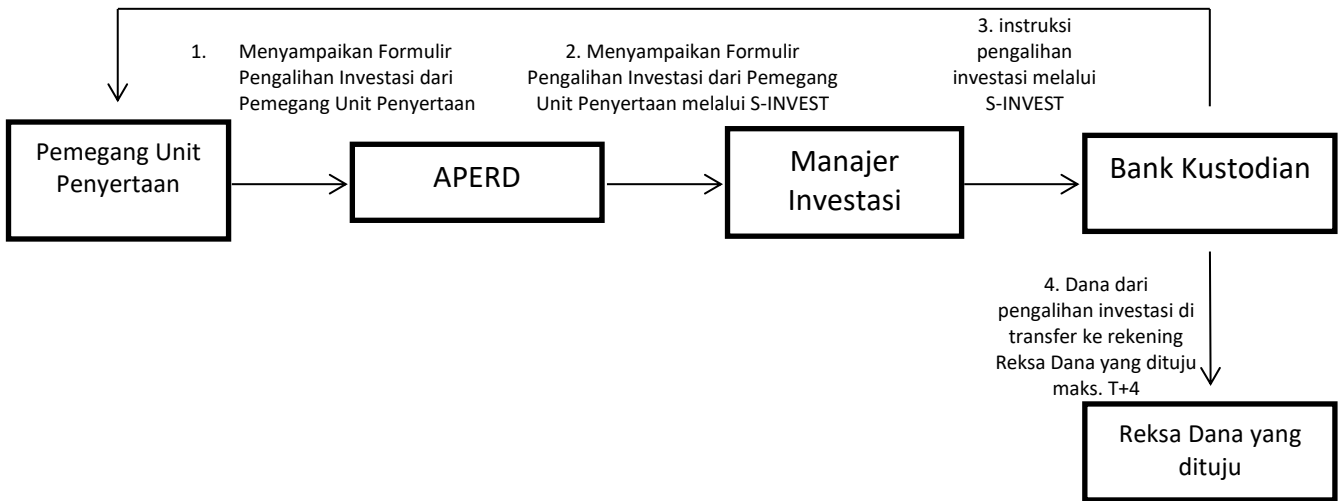 1. Menyampaikan Formulir
Pengalihan Investasi dari
Pemegang Unit Penyertaan
2. Menyampaikan Formulir
Pengalihan Investasi dari Pemegang
Unit Penyertaan melalui S-INVEST
3. instruksi
pengalihan
investasi melalui
S-INVEST
Pemegang Unit
Penyertaan
APERD
Manajer
Investasi
Bank Kustodian
4. Dana dari
pengalihan investasi di
transfer ke rekening
Reksa Dana yang dituju
maks. T+4
Reksa Dana yang
dituju